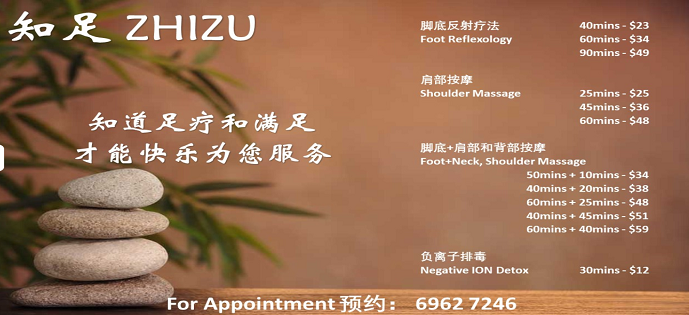 知足 ZHIZU
知道足疗和满足
才能快乐为您服务
脚底反射疗法 40mins - $23
Foot Reflexology 60mins - $34
90mins - $49
肩部按摩
Shoulder Massage 25mins - $25
45mins - $36
60mins - $48
脚底+肩部和背部按摩
Foot+Neck, Shoulder Massage
50mins + 10mins - $34
40mins + 20mins - $38
60mins + 25mins - $48
40mins + 45mins - $51
60mins + 40mins - $59
负离子排毒
Negative ION Detox 30mins - $12
For Appointment 预约： 6962 7246